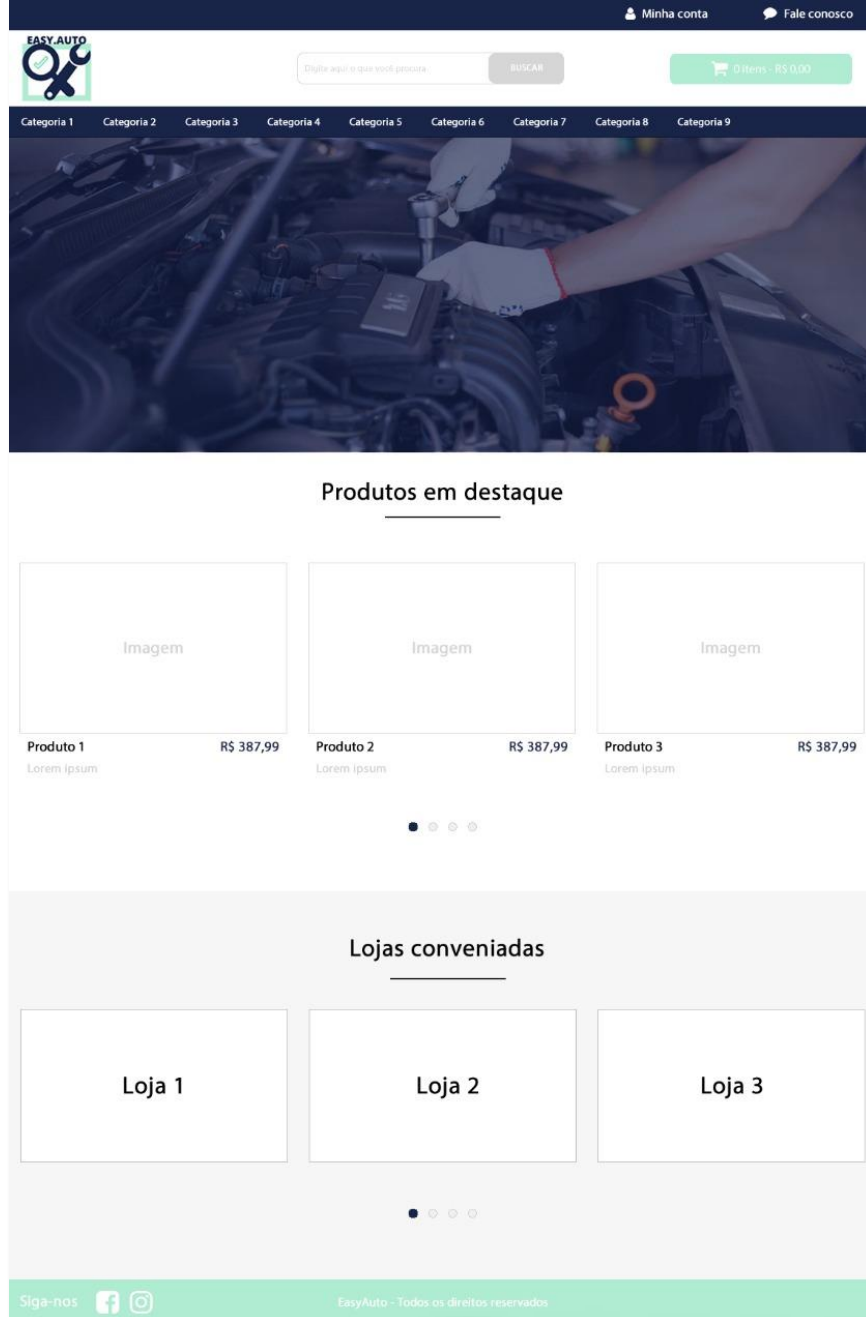 Minha conta Fale conosco
EASY.AUTO
Digite aqui o que você procura BUSCAR 0 itens - R$ 0,00
Categoria 1 Categoria 2 Categoria 3 Categoria 4 Categoria 5 Categoria 6 Categoria 7 Categoria 8 Categoria 9
Produtos em destaque
Imagem Imagem Imagem
Produto 1 R$ 387,99 Produto 2 R$ 387,99 Produto 3 R$ 387,99
Lorem ipsum Lorem ipsum Lorem ipsum
Lojas conveniadas
Loja 1 Loja 2 Loja 3
Siga-nos EasyAuto - Todos os direitos reservados